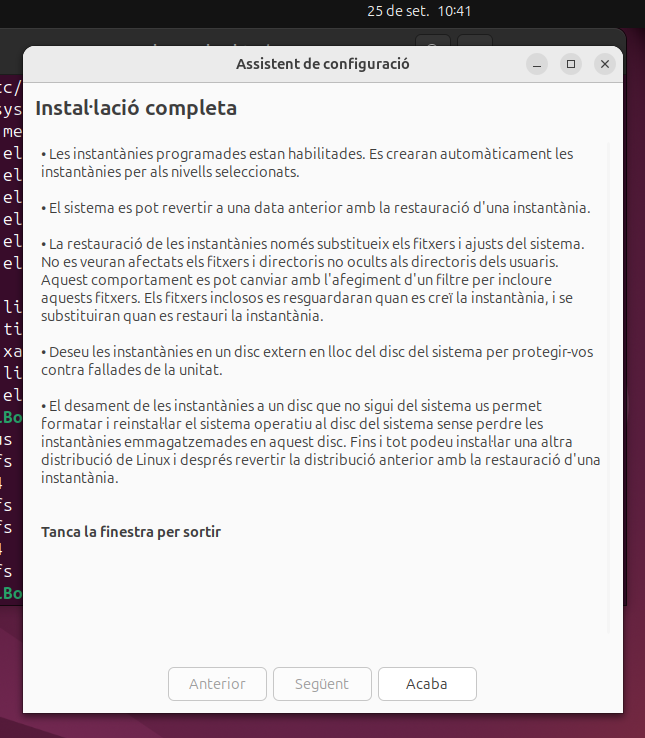 25 de set. 10:41
Assistent de configuració
Instal·lació completa
• Les instantànies programades estan habilitades. Es crearan automàticament les
instantànies per als nivells seleccionats.
• El sistema es pot revertir a una data anterior amb la restauració d'una instantània.
• La restauració de les instantànies només substitueix els fitxers i ajusts del sistema.
No es veuran afectats els fitxers i directoris no ocults als directoris dels usuaris.
Aquest comportament es pot canviar amb l'afegiment d'un filtre per incloure
aquests fitxers. Els fitxers inclosos es resguardaran quan es creï la instantània, i se
substituiran quan es restauri la instantània.
• Deseu les instantànies en un disc extern en lloc del disc del sistema per protegir-vos
contra fallades de la unitat.
• El desament de les instantànies a un disc que no sigui del sistema us permet
formatar i reinstal·lar el sistema operatiu al disc del sistema sense perdre les
instantànies emmagatzemades en aquest disc. Fins i tot podeu instal·lar una altra
distribució de Linux i després revertir la distribució anterior amb la restauració d'una
instantània.
Tanca la finestra per sortir
Anterior Següent Acaba